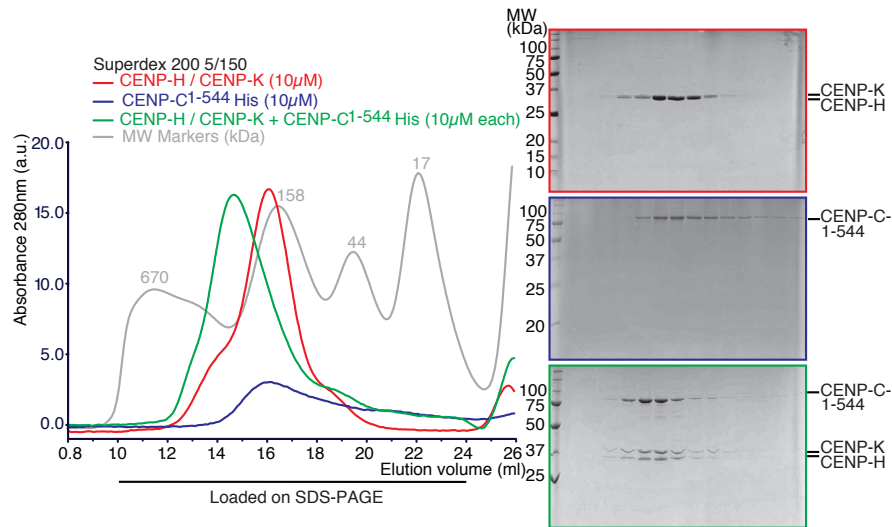 Superdex 200 5/150
CENP-H / CENP-K (10µM)
CENP-C1-544 His (10µM)
CENP-H / CENP-K + CENP-C1-544 His (10µM each)
MW Markers (kDa)
Absorbance 280nm (a.u.)
20.0
15.0
10.0
5.0
0.0
670
158
44
17
0.8
10
12
14
16
18
20
22
24
26
Elution volume (ml)
Loaded on SDS-PAGE
MW
(kDa)
100
75
50
37
25
20
15
10
CENP-K
CENP-H
100
75
50
37
25
20
CENP-C-
1-544
100
75
50
37
25
CENP-C-
1-544
CENP-K
CENP-H